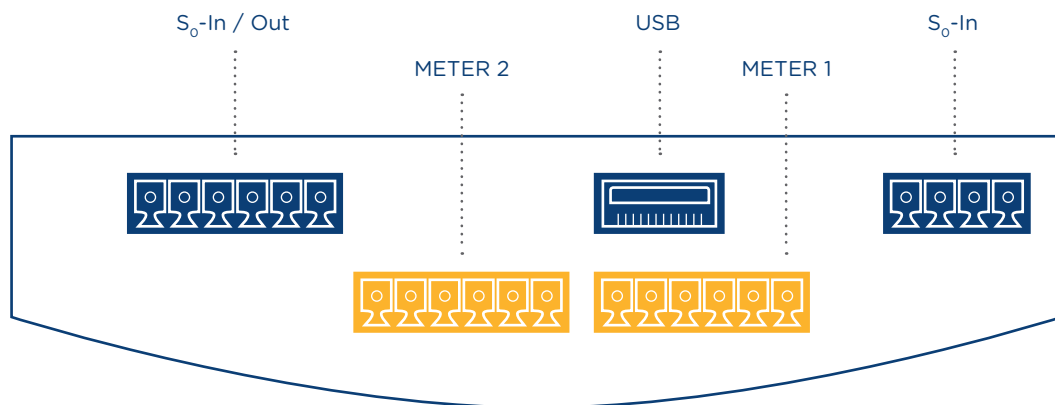 S₀-In / Out
USB
S₀-In
METER 2
METER 1